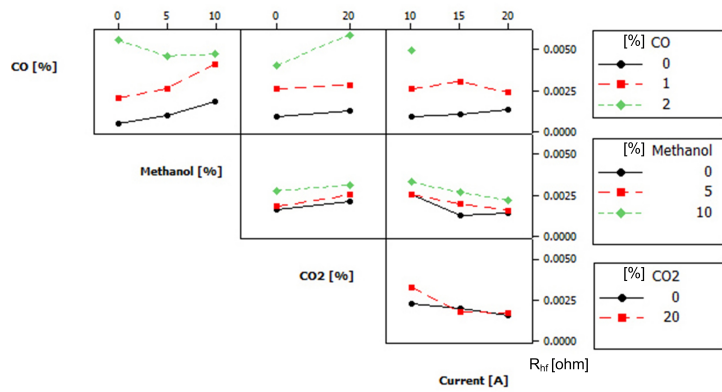 0 5 10 0 20 10 15 20
CO [%]
0.0050
0.0025
0.0000
[%] CO
0
1
2
Methanol [%]
0.0050
0.0025
0.0000
[%] Methanol
0
5
10
CO2 [%]
0.0050
0.0025
0.0000
[%] CO2
0
20
Rhf [ohm]
Current [A]